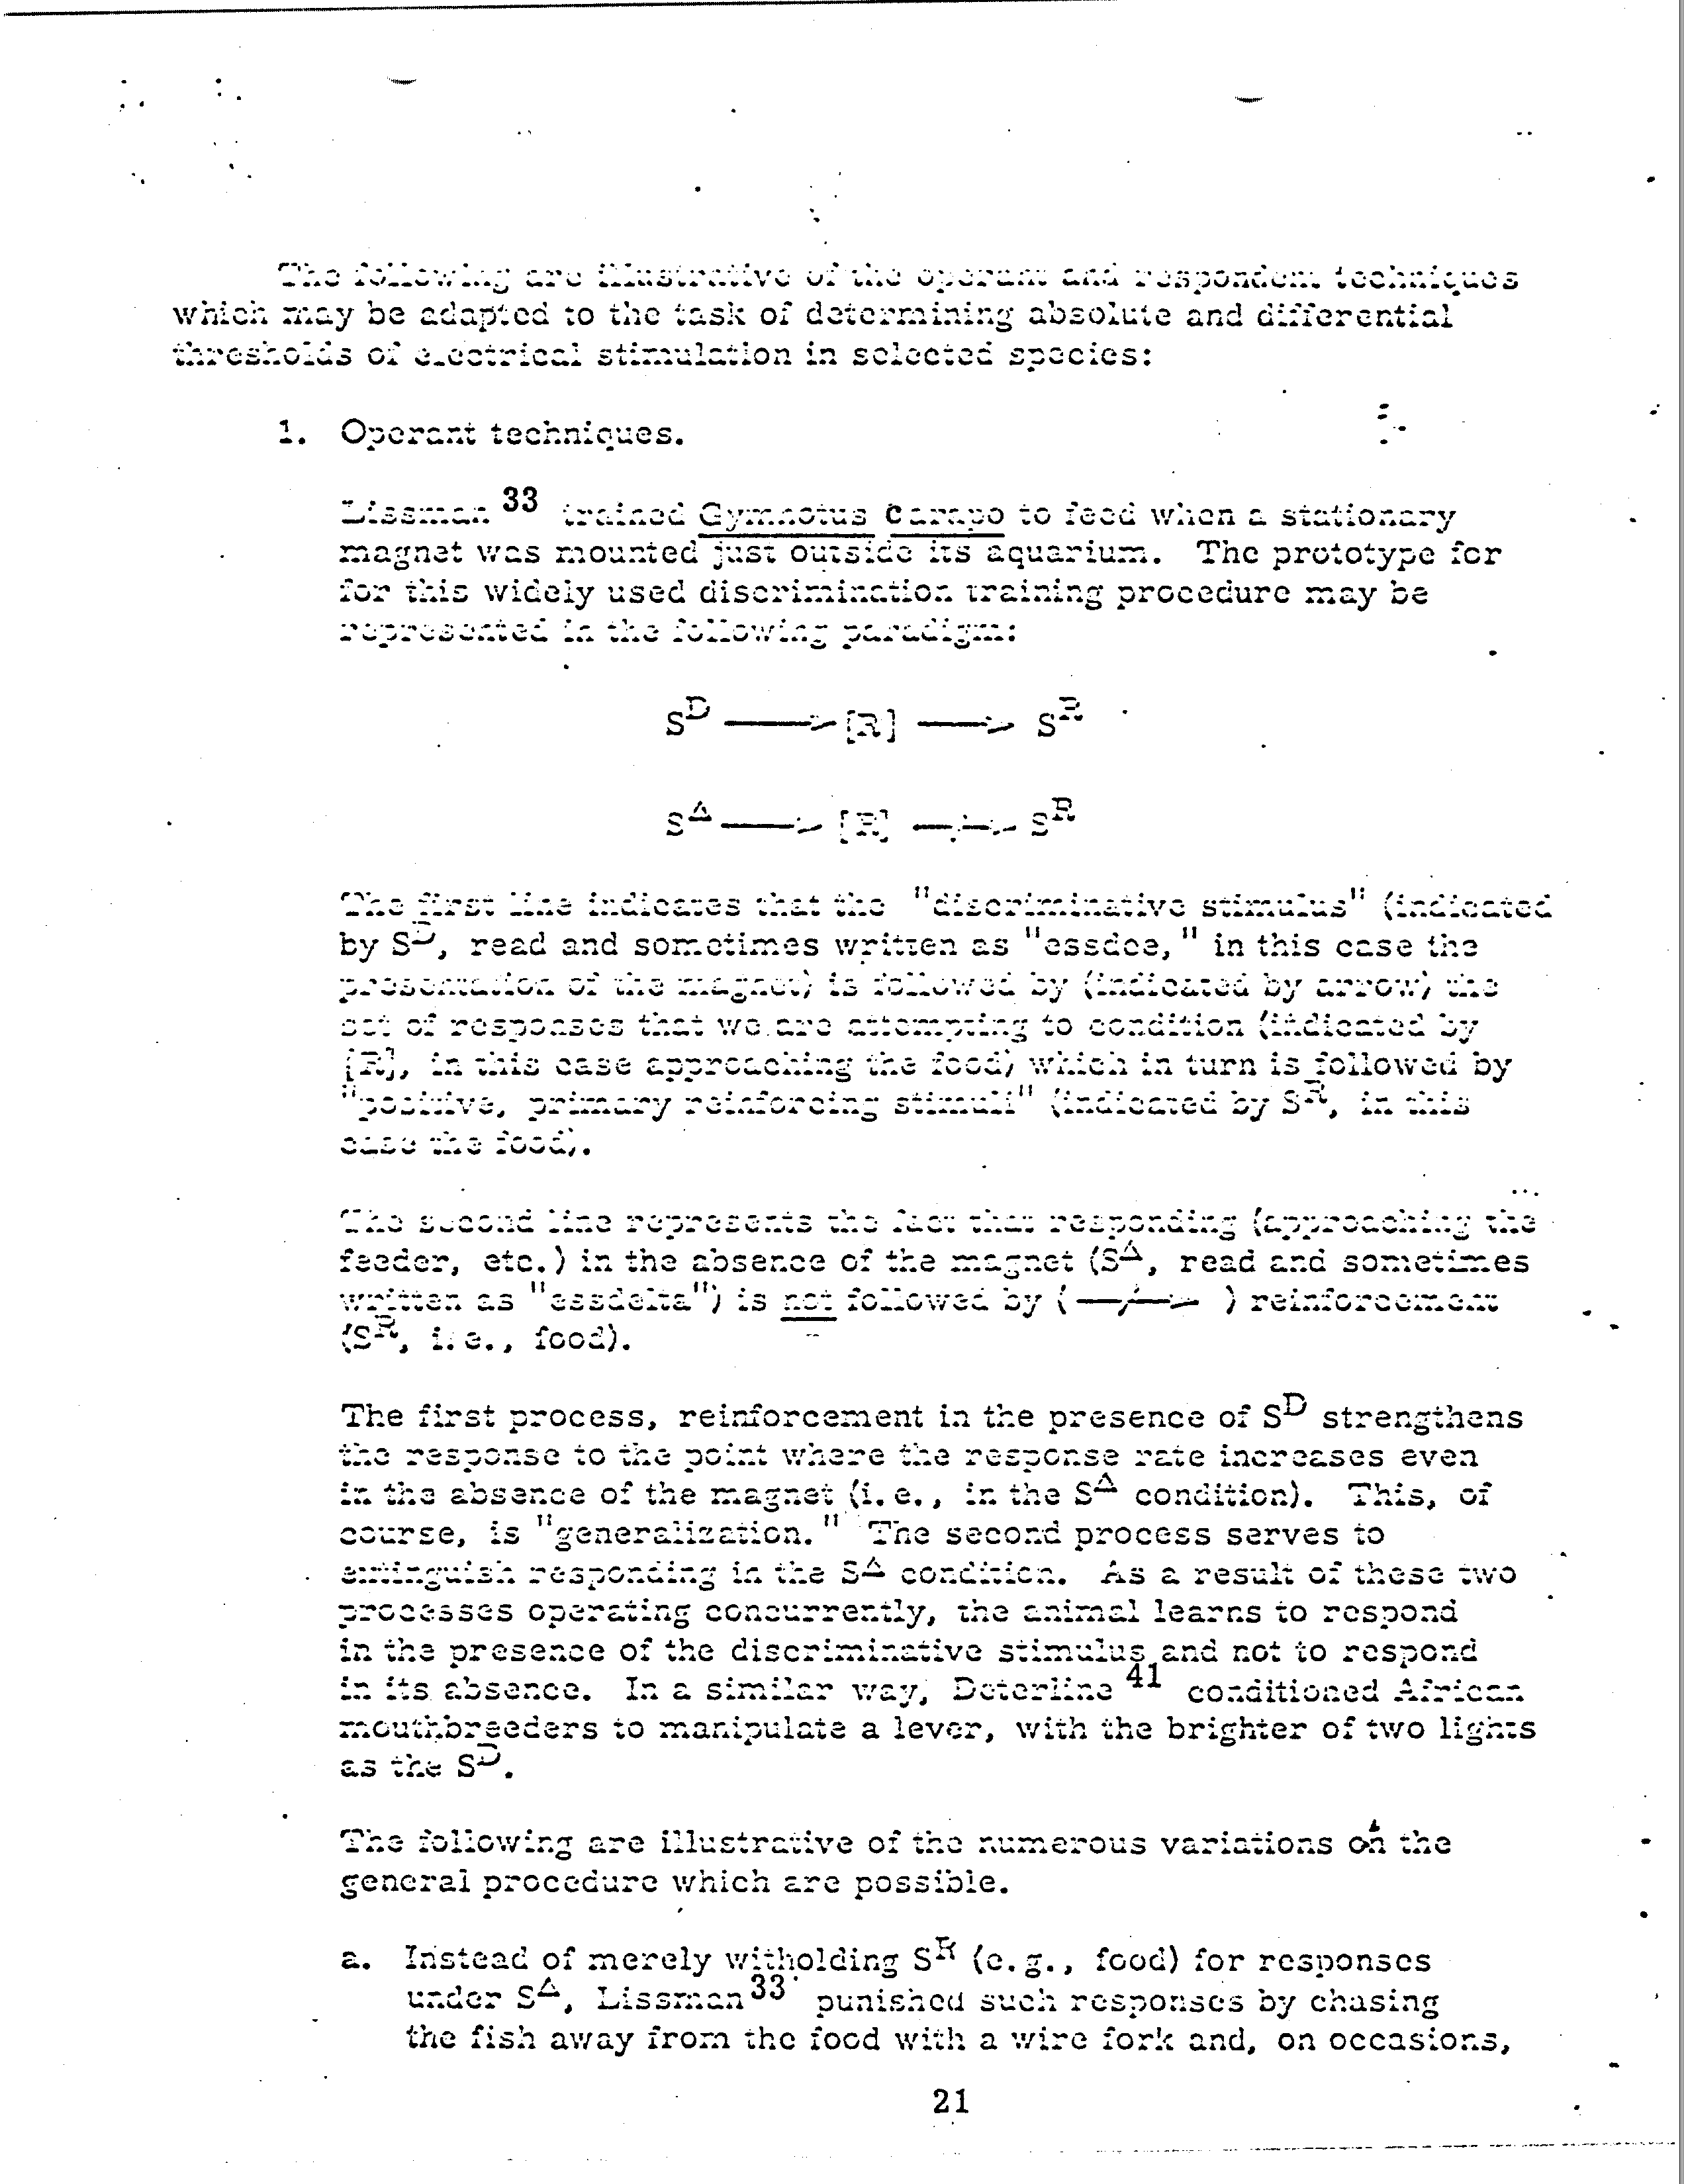 The following are illustrative of the operant and respondent techniques
which may be adapted to the task of determining absolute and differential
thresholds of electrical stimulation in selected species:
1. Operant techniques.
Lissman 33 trained Gymnotus carapo to feed when a stationary
magnet was mounted just outside its aquarium. The prototype for
for this widely used discrimination training procedure may be
represented in the following paradigm:
S^D ⟶ [R] ⟶ S^R
S^Δ ⟶ [R] —/→ S^R
The first line indicates that the "discriminative stimulus" (indicated
by S^D, read and sometimes written as "essdee," in this case the
presentation of the magnet) is followed by (indicated by arrow) the
set of responses that we are attempting to condition (indicated by
[R], in this case approaching the food) which in turn is followed by
"positive, primary reinforcing stimuli" (indicated by S^R, in this
case the food).
The second line represents the fact that responding (approaching the
feeder, etc.) in the absence of the magnet (S^Δ, read and sometimes
written as "essdelta") is not followed by ( —/→ ) reinforcement
(S^R, i.e., food).
The first process, reinforcement in the presence of S^D strengthens
the response to the point where the response rate increases even
in the absence of the magnet (i.e., in the S^Δ condition). This, of
course, is "generalization." The second process serves to
extinguish responding in the S^Δ condition. As a result of these two
processes operating concurrently, the animal learns to respond
in the presence of the discriminative stimulus and not to respond
in its absence. In a similar way, Deterline 41 conditioned African
mouthbreeders to manipulate a lever, with the brighter of two lights
as the S^D.
The following are illustrative of the numerous variations on the
general procedure which are possible.
a. Instead of merely witholding S^R (e.g., food) for responses
under S^Δ, Lissman 33 punished such responses by chasing
the fish away from the food with a wire fork and, on occasions,
21